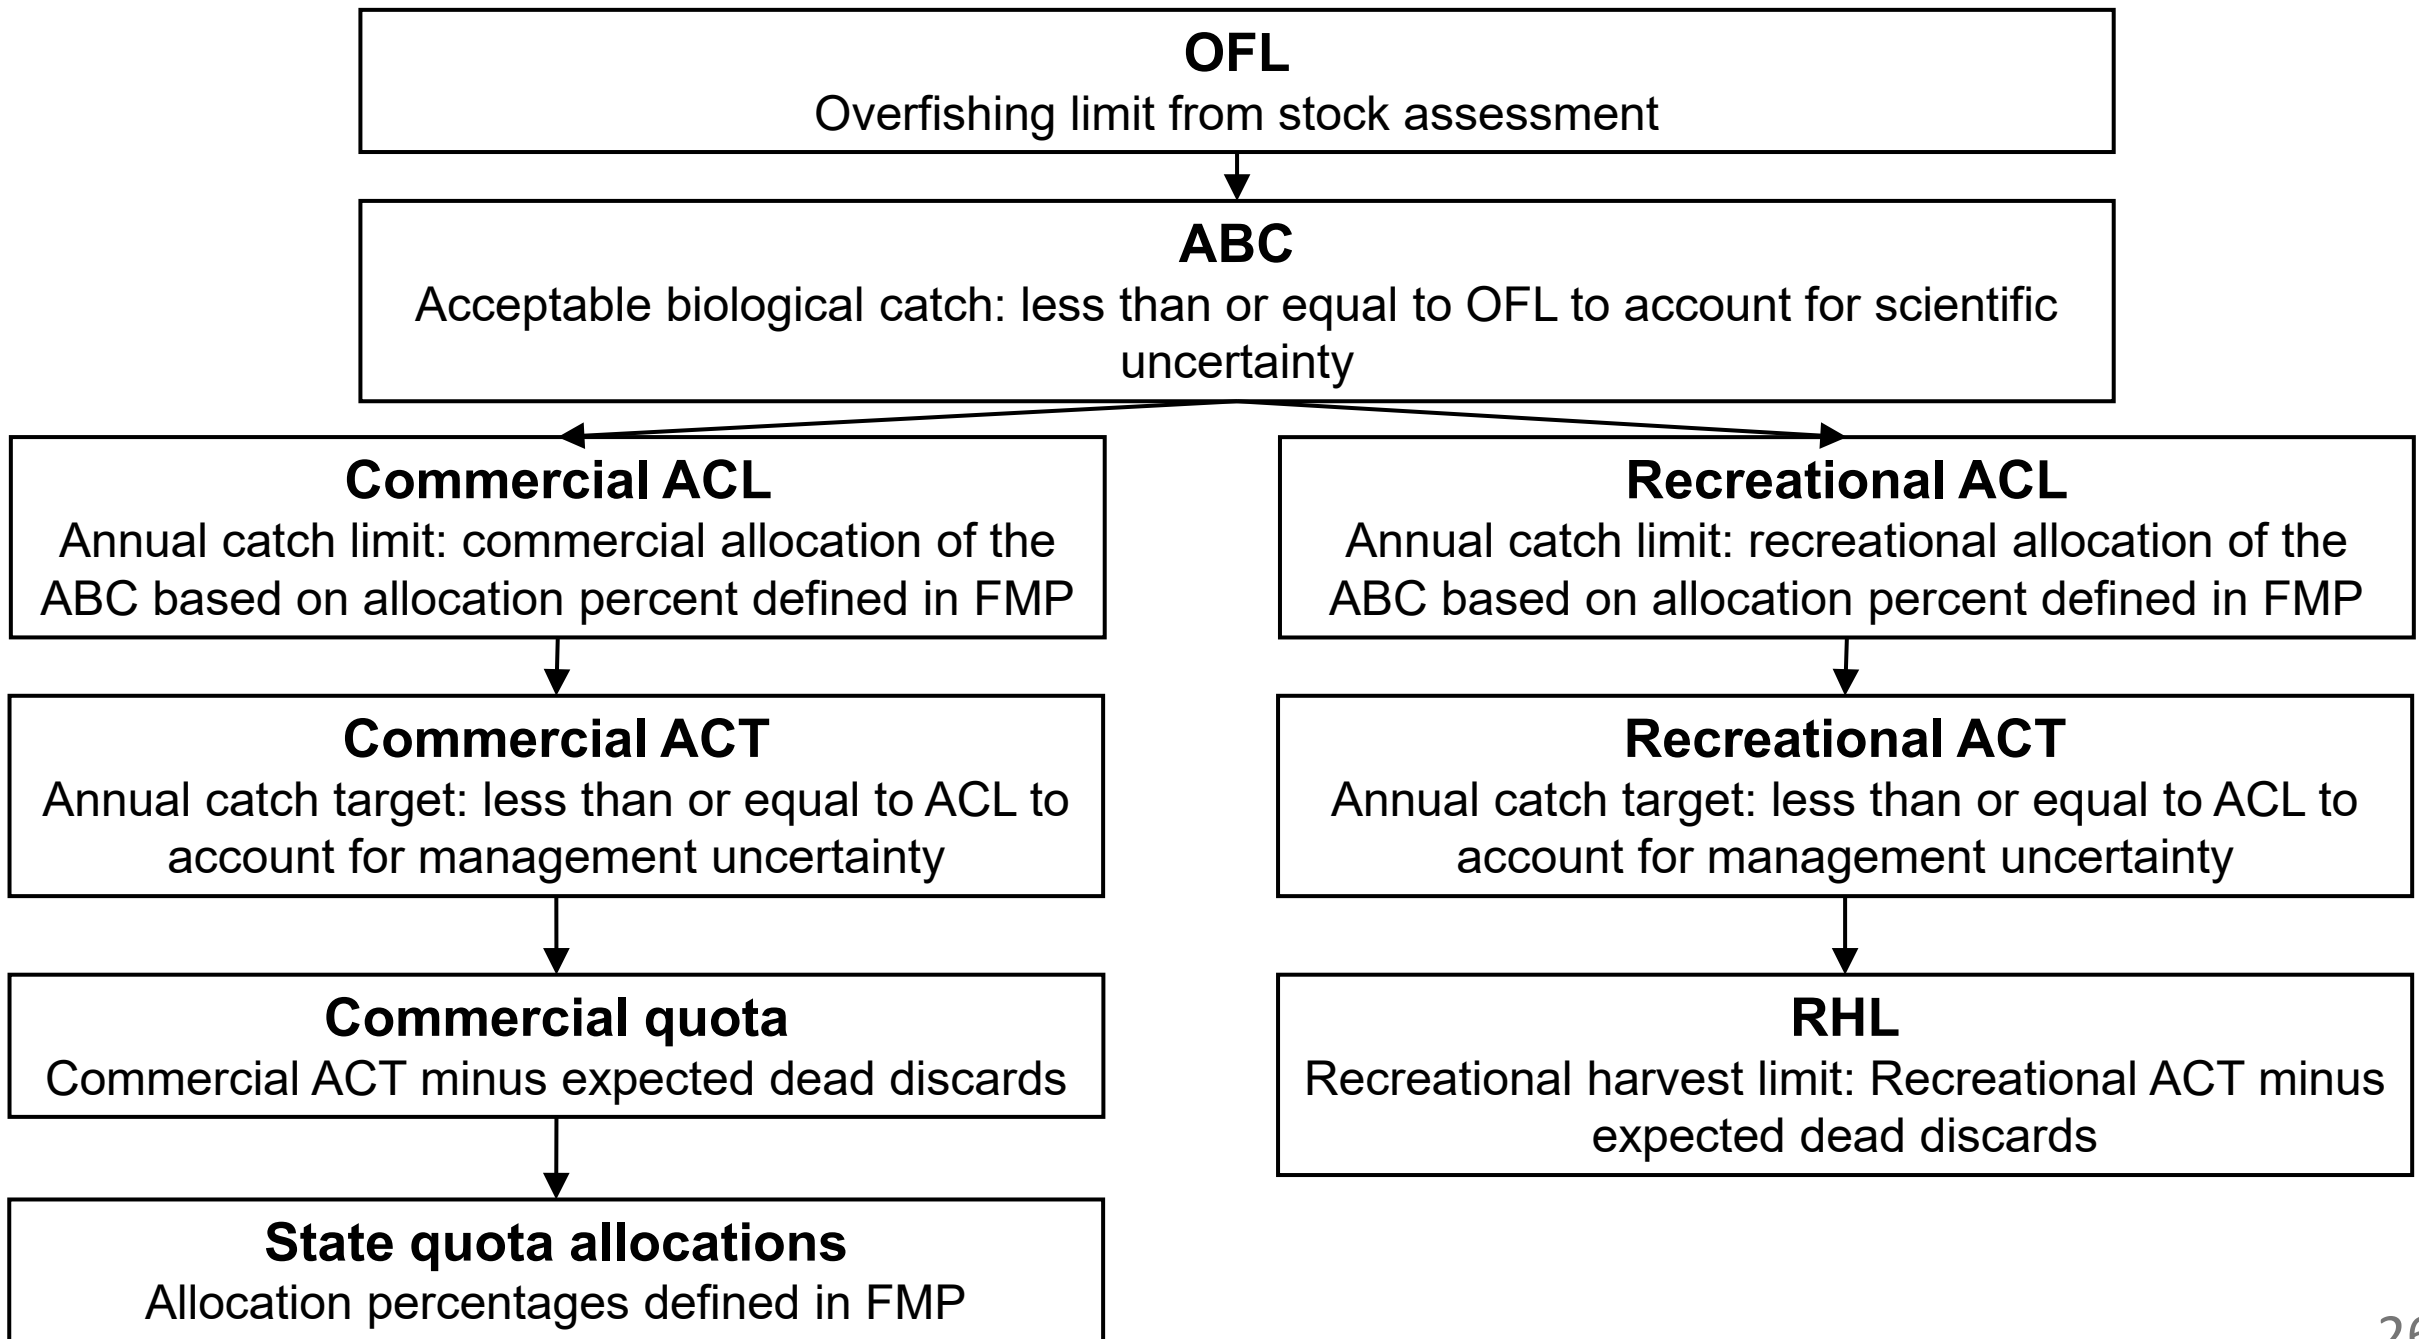 OFL
Overfishing limit from stock assessment
ABC
Acceptable biological catch: less than or equal to OFL to account for scientific
uncertainty
Commercial ACL
Annual catch limit: commercial allocation of the
ABC based on allocation percent defined in FMP
Recreational ACL
Annual catch limit: recreational allocation of the
ABC based on allocation percent defined in FMP
Commercial ACT
Annual catch target: less than or equal to ACL to
account for management uncertainty
Recreational ACT
Annual catch target: less than or equal to ACL to
account for management uncertainty
Commercial quota
Commercial ACT minus expected dead discards
RHL
Recreational harvest limit: Recreational ACT minus
expected dead discards
State quota allocations
Allocation percentages defined in FMP
26